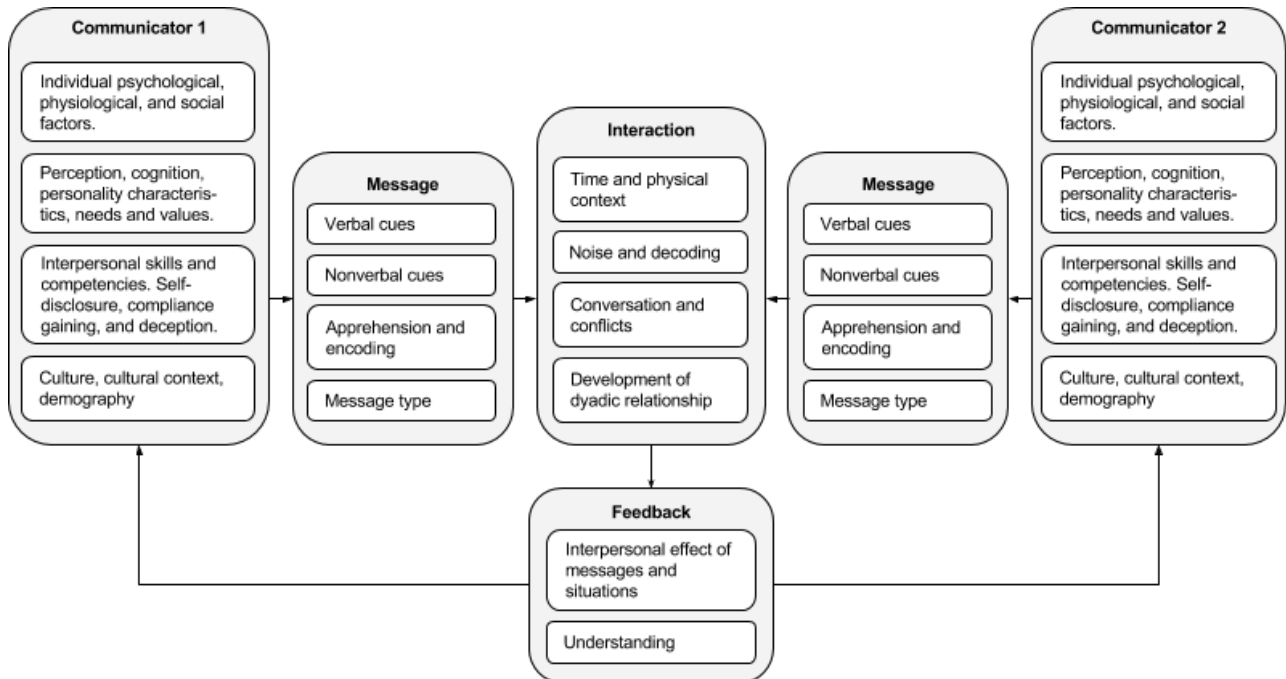 Communicator 1
Individual psychological,
physiological, and social
factors.
Perception, cognition,
personality characteris-
tics, needs and values.
Interpersonal skills and
competencies. Self-
disclosure, compliance
gaining, and deception.
Culture, cultural context,
demography
Message
Verbal cues
Nonverbal cues
Apprehension and
encoding
Message type
Interaction
Time and physical
context
Noise and decoding
Conversation and
conflicts
Development of
dyadic relationship
Message
Verbal cues
Nonverbal cues
Apprehension and
encoding
Message type
Communicator 2
Individual psychological,
physiological, and social
factors.
Perception, cognition,
personality characteris-
tics, needs and values.
Interpersonal skills and
competencies. Self-
disclosure, compliance
gaining, and deception.
Culture, cultural context,
demography
Feedback
Interpersonal effect of
messages and
situations
Understanding